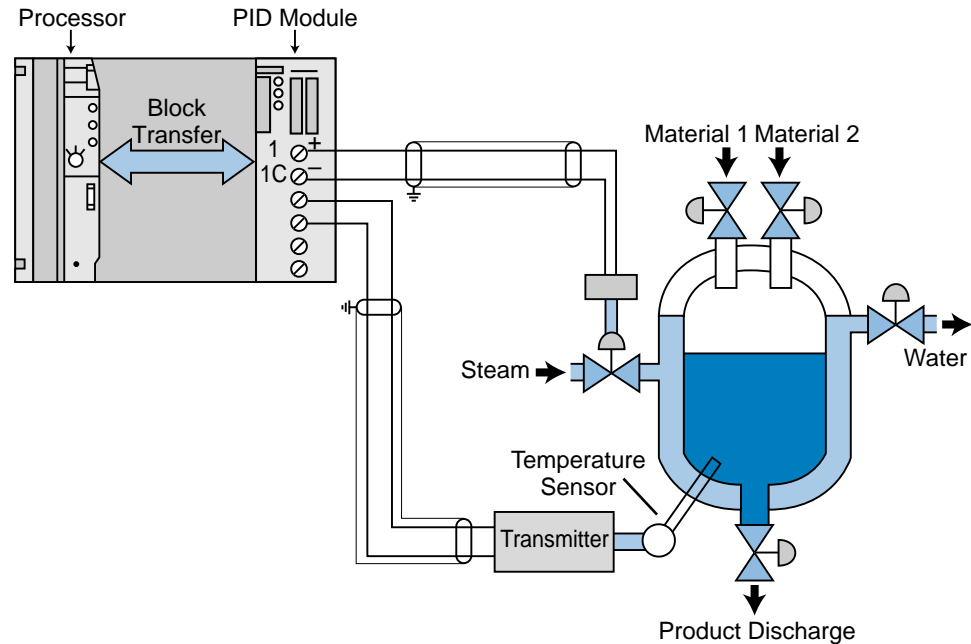 Processor
PID Module
Block
Transfer
1
+
1C
–
Material 1 Material 2
Steam
Water
Temperature
Sensor
Transmitter
Product Discharge